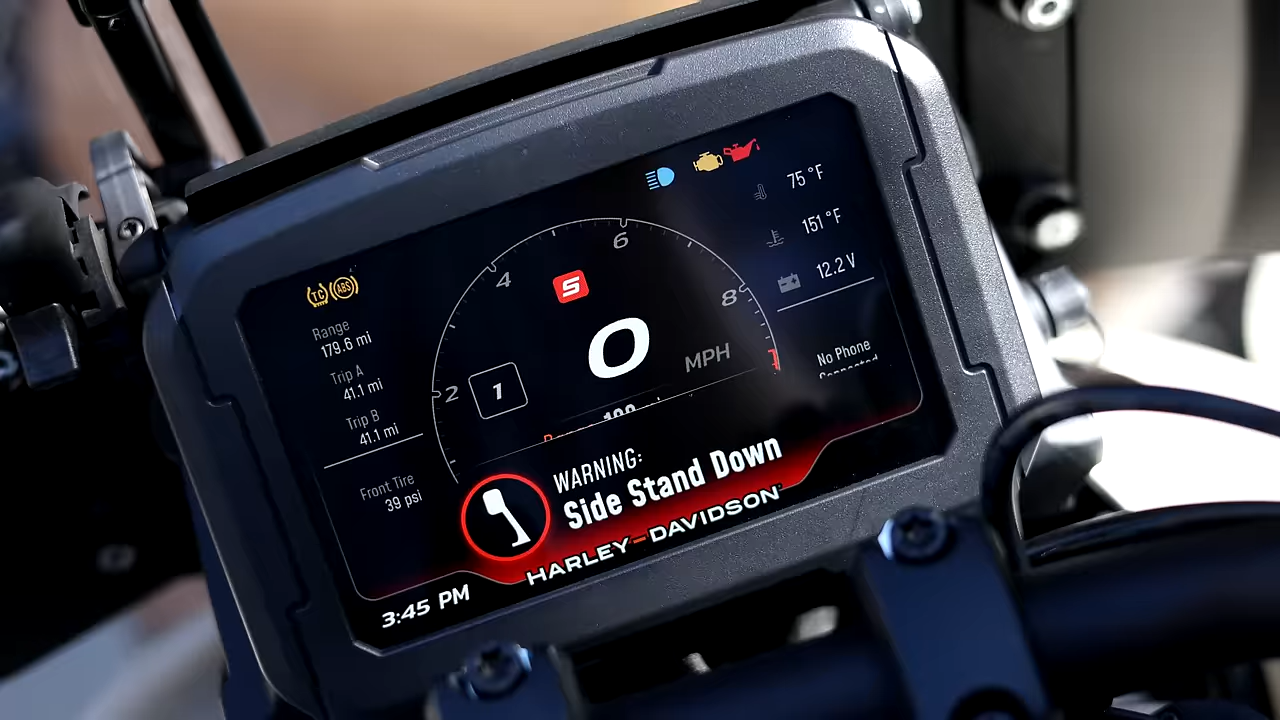 TC ABS
Range
179.6 mi
Trip A
41.1 mi
Trip B
41.1 mi
Front Tire
39 psi
2
4
6
8
S
1
0
MPH
75 °F
151 °F
12.2 V
No Phone
WARNING:
Side Stand Down
HARLEY-DAVIDSON
3:45 PM